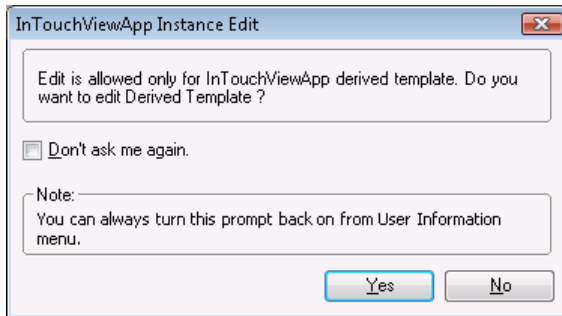 InTouchViewApp Instance Edit
Edit is allowed only for InTouchViewApp derived template. Do you
want to edit Derived Template ?
Don't ask me again.
Note:
You can always turn this prompt back on from User Information
menu.
Yes
No